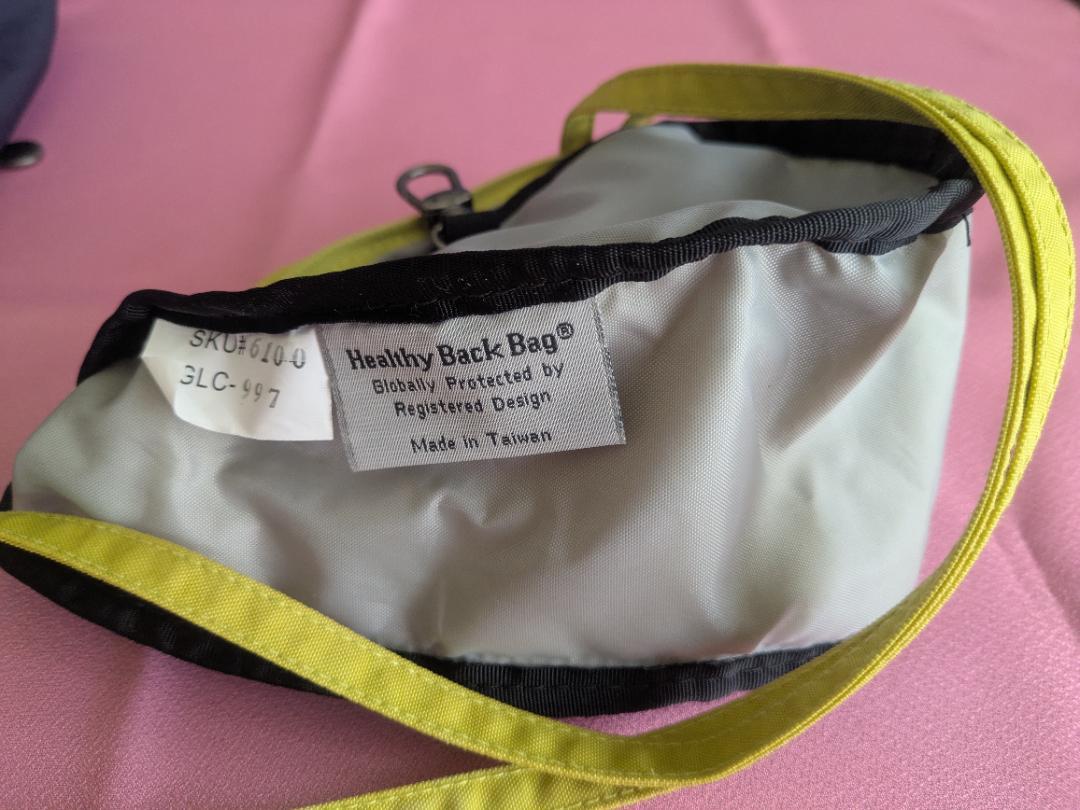 SKU#610-0
GLC-997
Healthy Back Bag®
Globally Protected by
Registered Design
Made in Taiwan